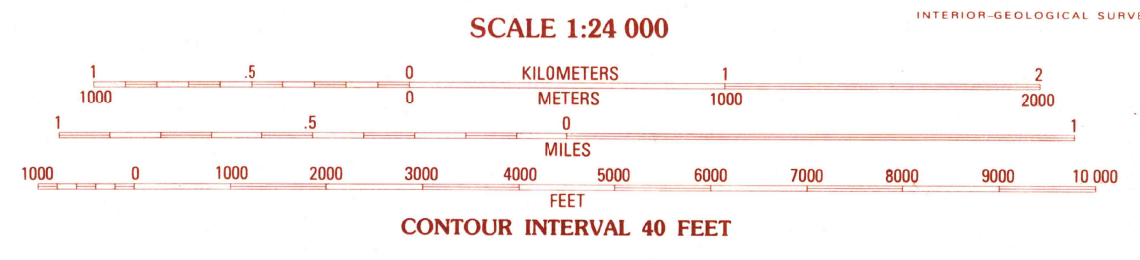 INTERIOR–GEOLOGICAL SURVE
SCALE 1:24 000
1 .5 0 KILOMETERS 1 2
1000 0 METERS 1000 2000
1 .5 0 1
MILES
1000 0 1000 2000 3000 4000 5000 6000 7000 8000 9000 10 000
FEET
CONTOUR INTERVAL 40 FEET